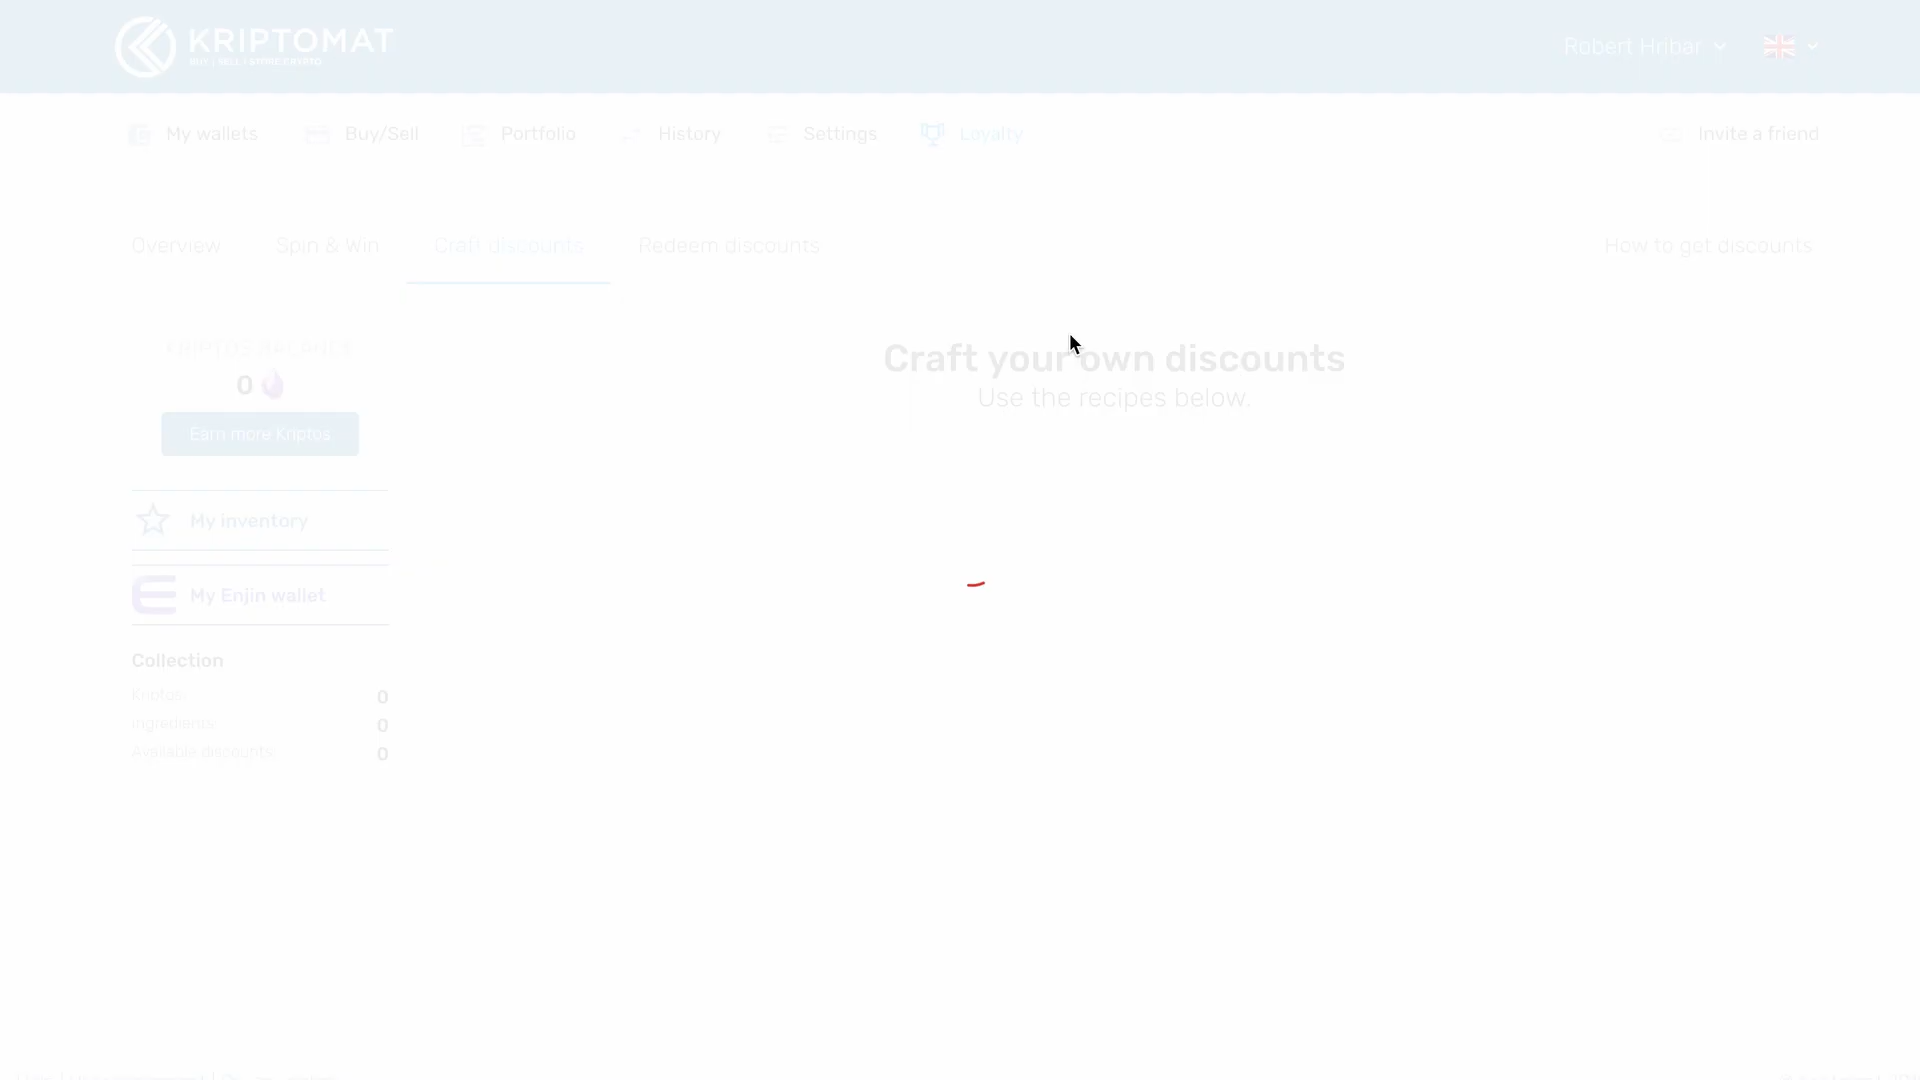 KRIPTOMAT
BUY | SELL | STORE CRYPTO
Robert Hrjbar
My wallets
Buy/Sell
Portfolio
History
Settings
Loyalty
Invite a friend
Overview
Spin & Win
Craft discounts
Redeem discounts
How to get discounts
KRIPTOS BALANCE
0
Earn more Kriptos
Craft your own discounts
Use the recipes below.
My inventory
My Enjin wallet
Collection
Kriptos: 0
Ingredients: 0
Available discounts: 0